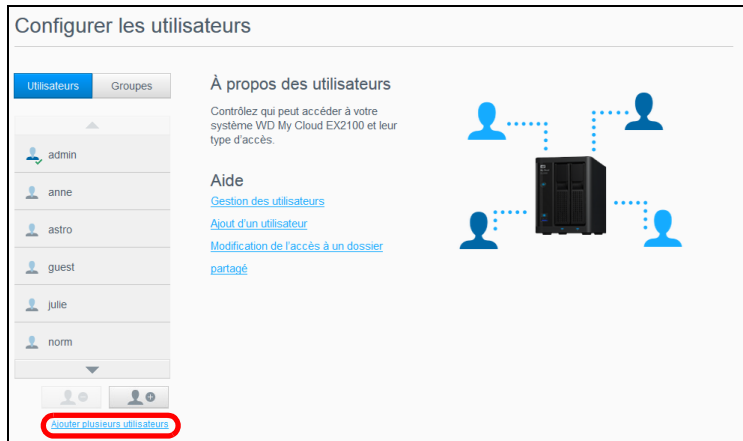 Configurer les utilisateurs
Utilisateurs
Groupes
admin
anne
astro
guest
julie
norm
Ajouter plusieurs utilisateurs
À propos des utilisateurs
Contrôlez qui peut accéder à votre
système WD My Cloud EX2100 et leur
type d'accès.
Aide
Gestion des utilisateurs
Ajout d'un utilisateur
Modification de l'accès à un dossier
partagé